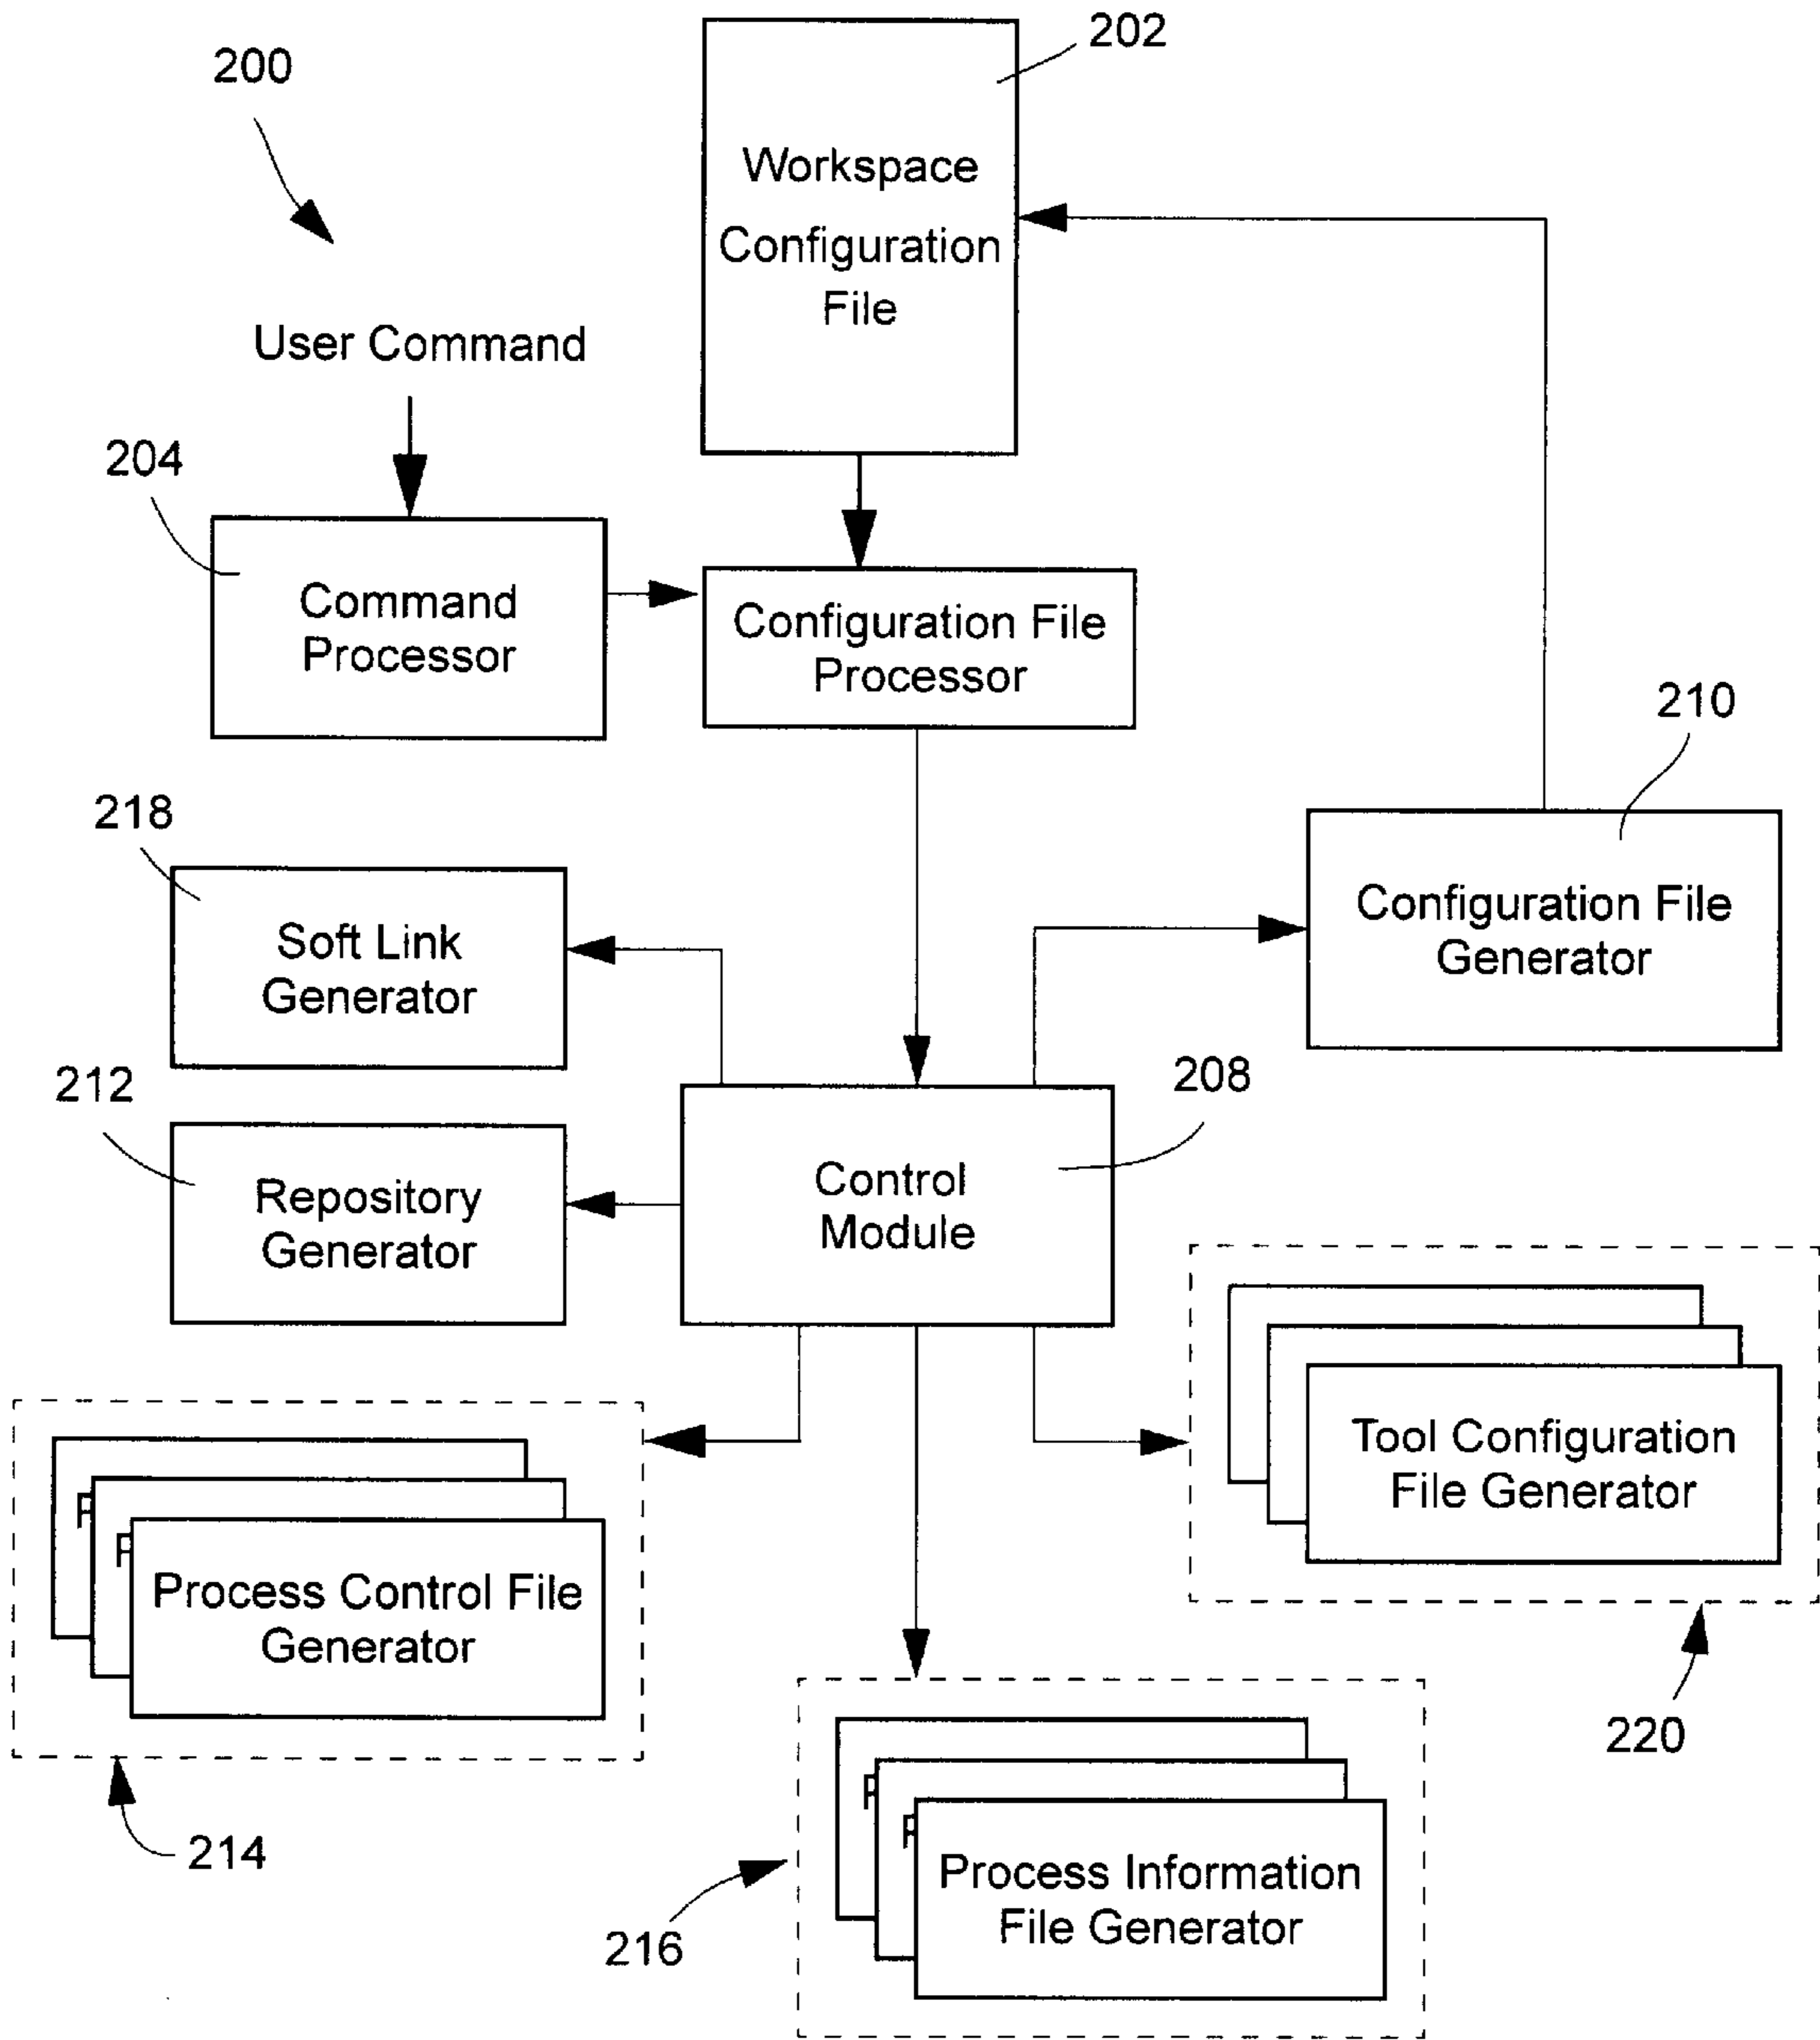 202
200
Workspace
Configuration
File
User Command
204
Command
Processor
Configuration File
Processor
210
218
Configuration File
Generator
Soft Link
Generator
208
212
Control
Module
Repository
Generator
Tool Configuration
File Generator
P
P
Process Control File
Generator
220
214
P
P
Process Information
File Generator
216